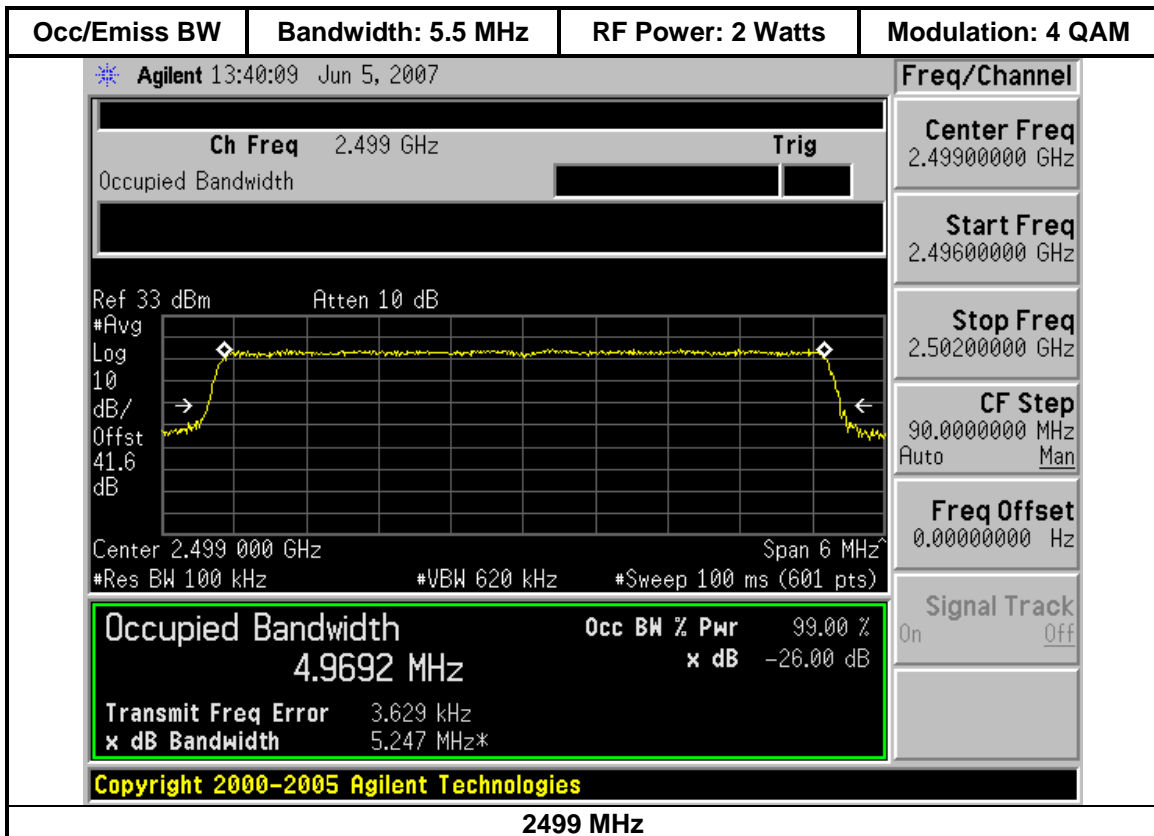 Occ/Emiss BW Bandwidth: 5.5 MHz RF Power: 2 Watts Modulation: 4 QAM
Agilent 13:40:09 Jun 5, 2007 Freq/Channel
Ch Freq 2.499 GHz Trig
Occupied Bandwidth
Center Freq
2.49900000 GHz
Start Freq
2.49600000 GHz
Stop Freq
2.50200000 GHz
CF Step
90.0000000 MHz
Auto Man
Freq Offset
0.00000000 Hz
Signal Track
On Off
Ref 33 dBm Atten 10 dB
#Avg
Log
10
dB/
Offst
41.6
dB
Center 2.499 000 GHz Span 6 MHz^
#Res BW 100 kHz #VBW 620 kHz #Sweep 100 ms (601 pts)
Occupied Bandwidth Occ BW % Pwr 99.00 %
4.9692 MHz x dB -26.00 dB
Transmit Freq Error 3.629 kHz
x dB Bandwidth 5.247 MHz*
Copyright 2000-2005 Agilent Technologies
2499 MHz